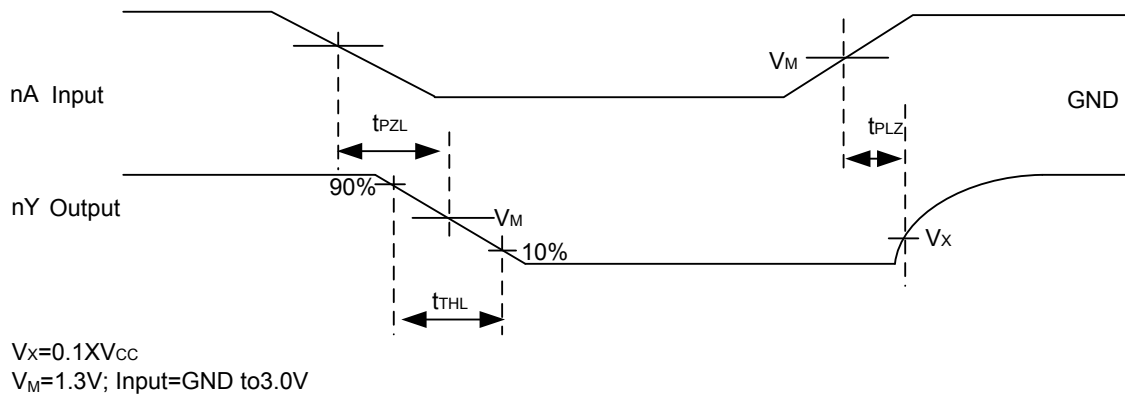 VM
nA Input
GND
tPZL
tPLZ
90%
nY Output
VM
VX
10%
tTHL
VX=0.1XVCC
VM=1.3V; Input=GND to3.0V